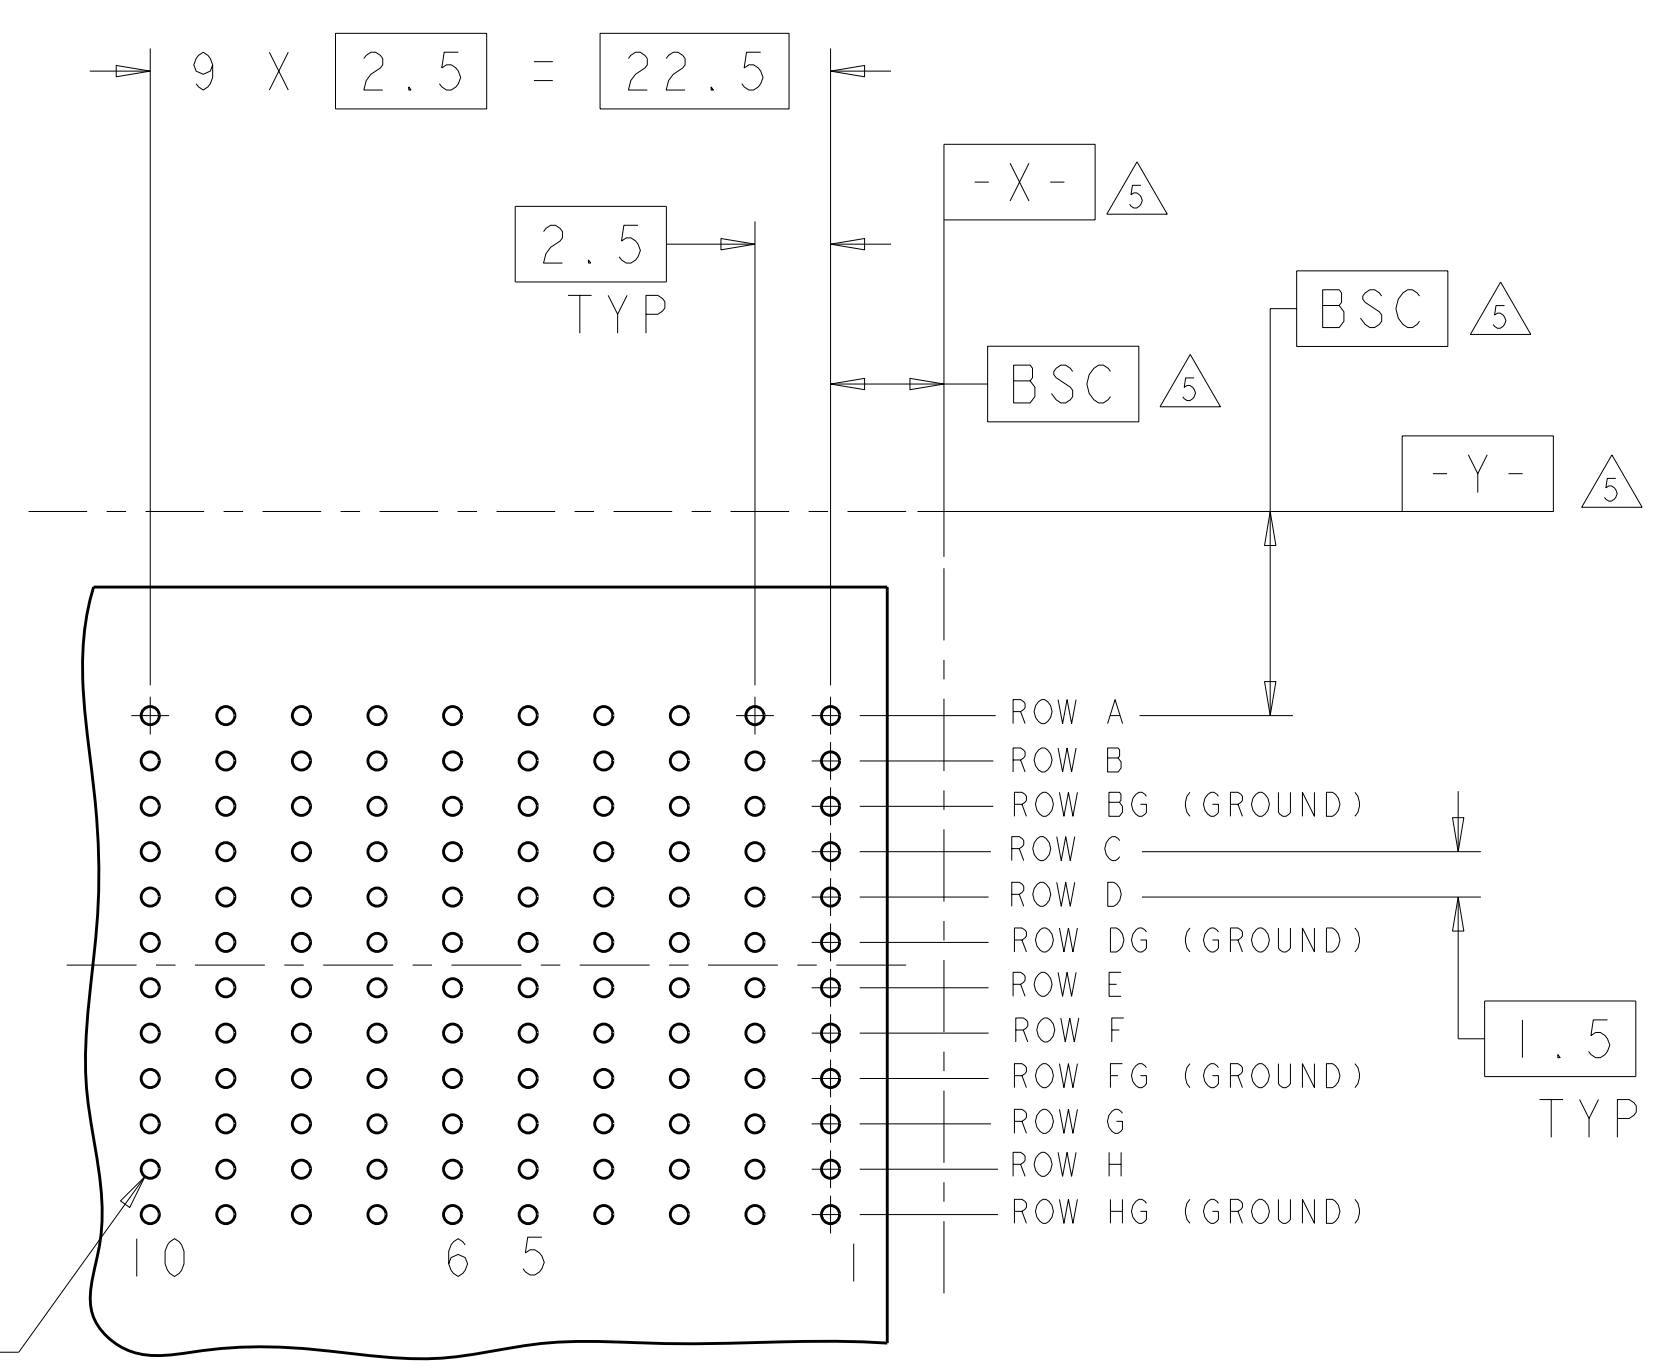 9 X 2.5 = 22.5
-X- 5
2.5
TYP
BSC 5
BSC 5
-Y- 5
ROW A
ROW B
ROW BG (GROUND)
ROW C
ROW D
ROW DG (GROUND)
ROW E
ROW F
1.5
TYP
ROW FG (GROUND)
ROW G
ROW H
ROW HG (GROUND)
10 6 5 1